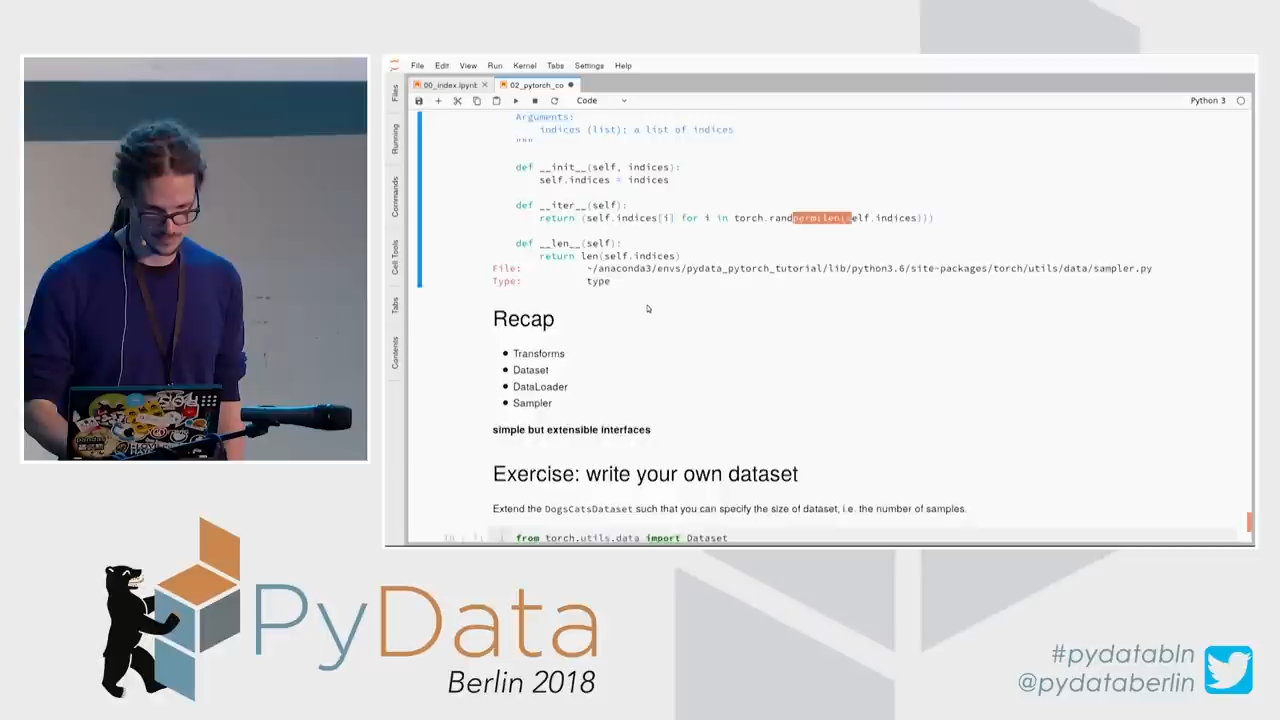 File Edit View Run Kernel Tabs Settings Help
00_index.ipynb 02_pytorch_co
Code Python 3
Files
Running
Commands
Cell Tools
Tabs
Contents
Arguments:
indices (list): a list of indices
"""
def __init__(self, indices):
self.indices = indices
def __iter__(self):
return (self.indices[i] for i in torch.randperm(len(self.indices)))
def __len__(self):
return len(self.indices)
File: ~/anaconda3/envs/pydata_pytorch_tutorial/lib/python3.6/site-packages/torch/utils/data/sampler.py
Type: type
Recap
• Transforms
• Dataset
• DataLoader
• Sampler
simple but extensible interfaces
Exercise: write your own dataset
Extend the DogsCatsDataset such that you can specify the size of dataset, i.e. the number of samples.
from torch.utils.data import Dataset
PyData
Berlin 2018
#pydatabln
@pydataberlin